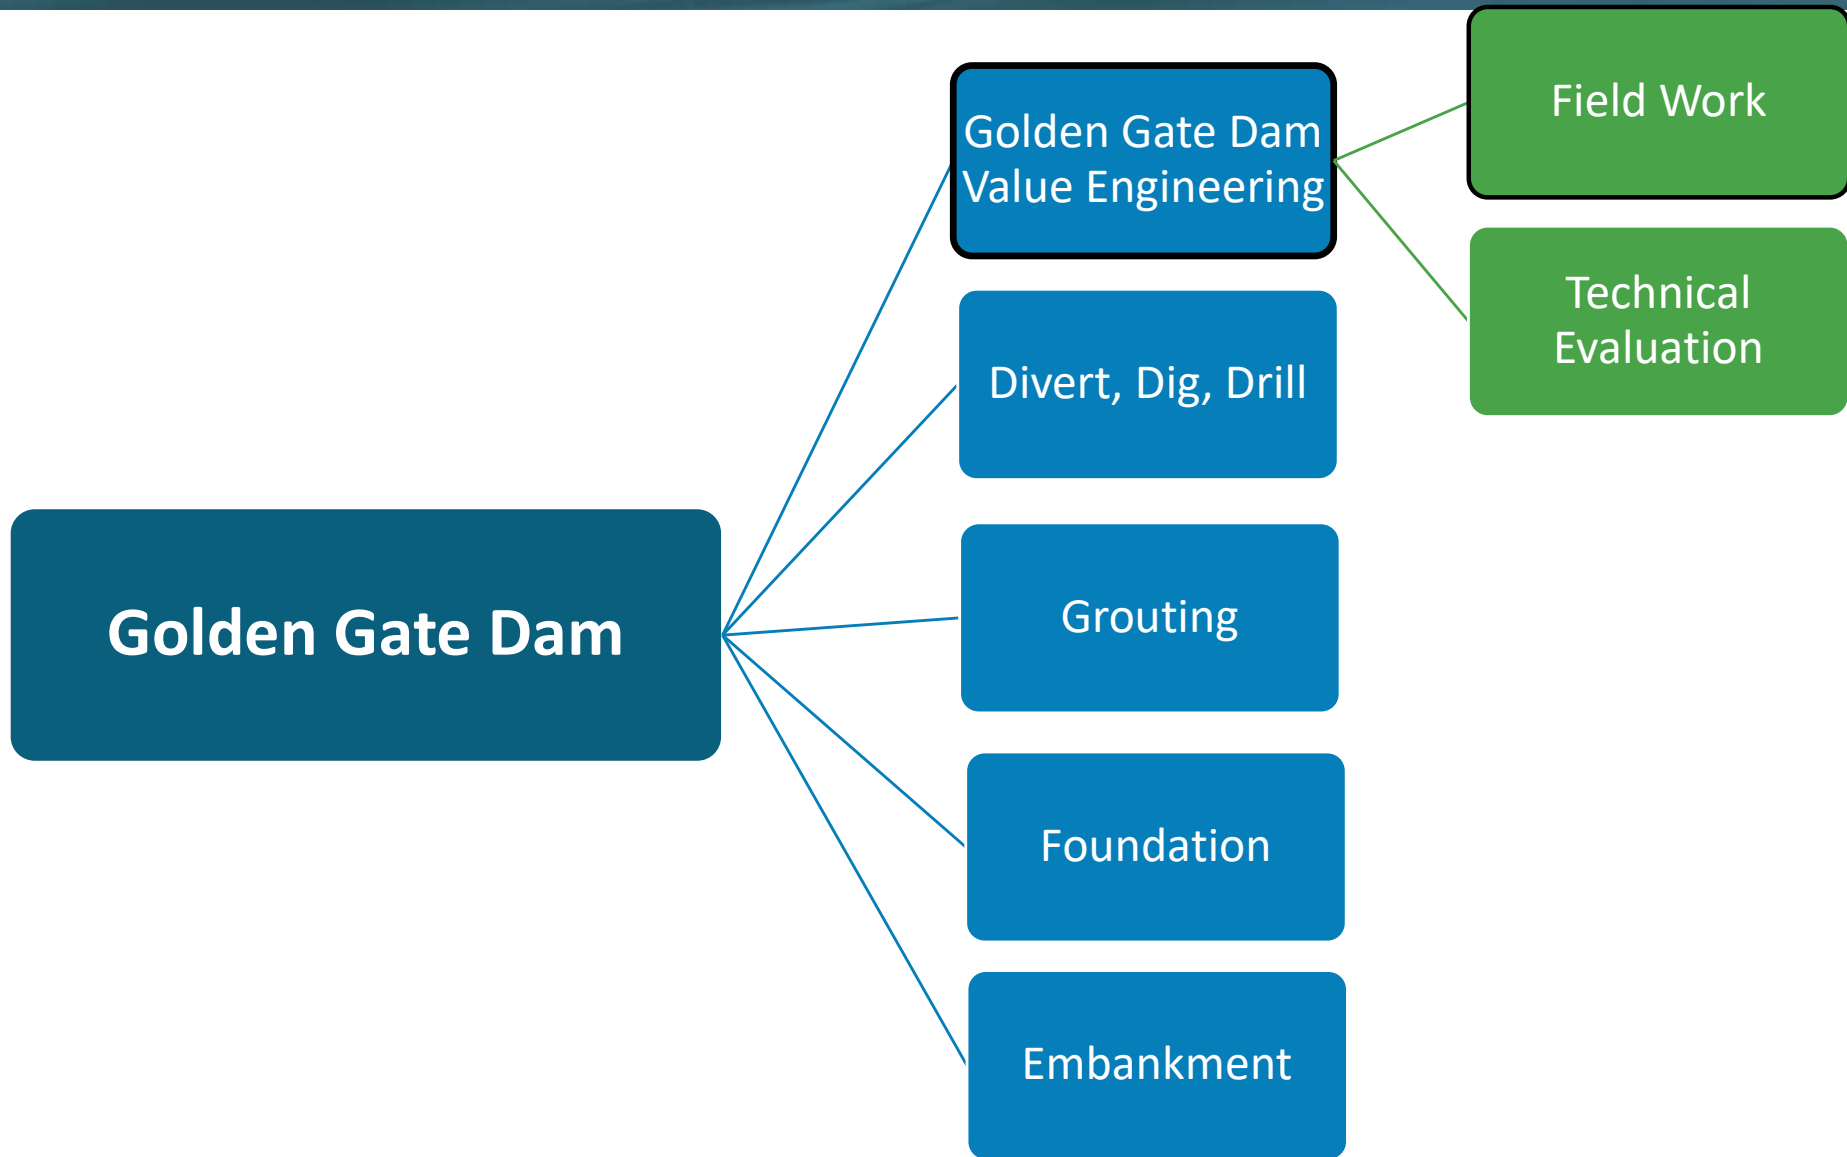 Golden Gate Dam
Golden Gate Dam
Value Engineering
Divert, Dig, Drill
Grouting
Foundation
Embankment
Field Work
Technical
Evaluation